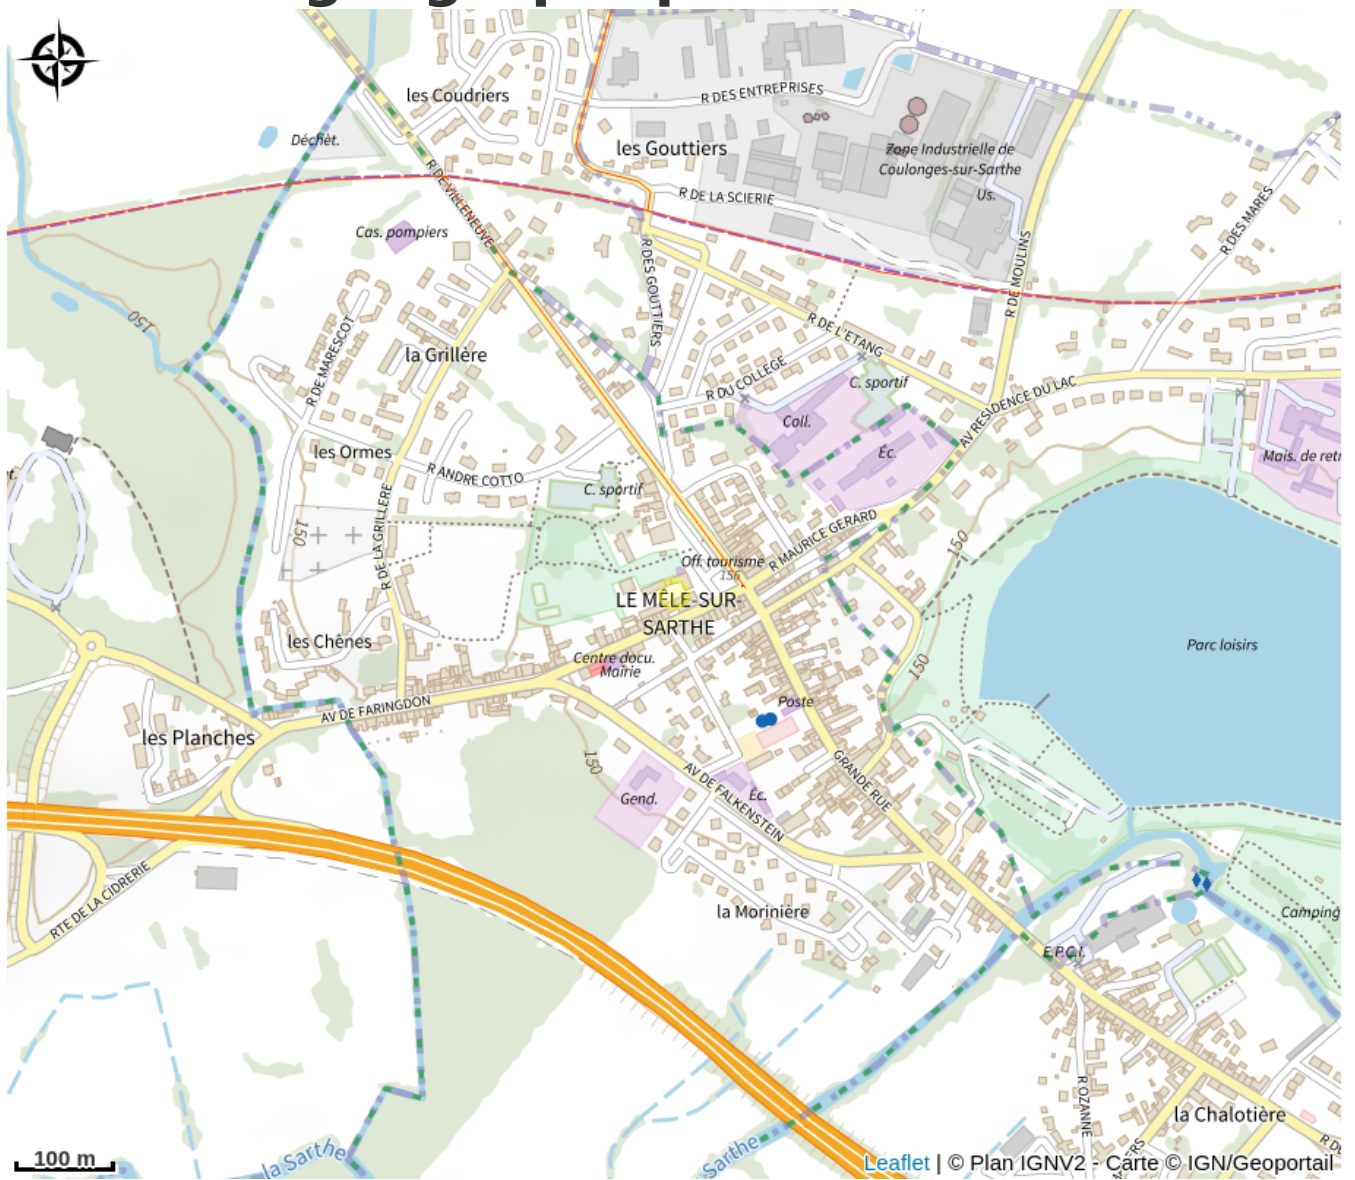 les Coudriers
R DES ENTREPRISES
Déchèt.
les Gouttiers
Zone Industrielle de
Coulonges-sur-Sarthe
Us.
R DE VILLENEUVE
R DE LA SCIERIE
R DES MARES
Cas. pompiers
R DES GOUTTIERS
R DE MOULINS
150
R DE MARESCOT
la Grillère
R DE L'ETANG
R DU COLLEGE
C. sportif
AV RESIDENCE DU LAC
Coll.
Éc.
les Ormes
R ANDRE COTTO
C. sportif
Mais. de retr
R DE LA GRILLERE
150
R MAURICE GERARD
150
Off. tourisme
LE MÊLE-SUR-
SARTHE
les Chênes
Centre docu.
Mairie
150
Parc loisirs
AV DE FARINGDON
Poste
les Planches
150
GRANDE RUE
Gend.
Éc.
AV DE FALKENSTEIN
RTE DE LA CIDRERIE
la Morinière
Camping
E.P.C.I.
R OZANNE
la Chalotière
la Sarthe
Sarthe
100 m
Leaflet | © Plan IGNV2 - Carte © IGN/Geoportail